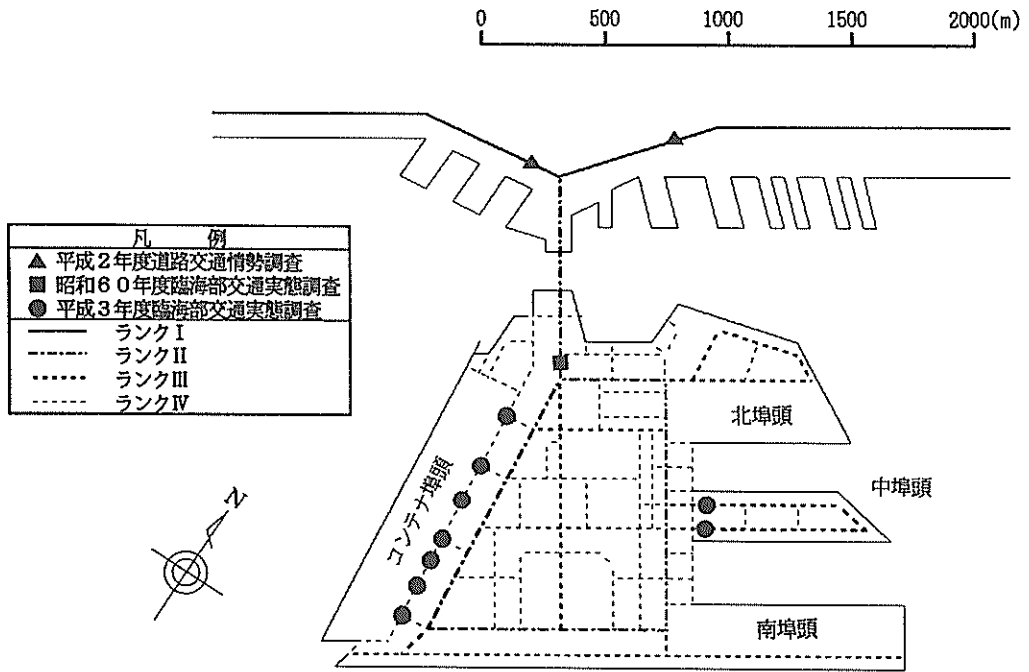 0 500 1000 1500 2000(m)
凡 例
▲ 平成2年度道路交通情勢調査
■ 昭和60年度臨海部交通実態調査
● 平成3年度臨海部交通実態調査
ランクI
ランクII
ランクIII
ランクIV
北埠頭
コンテナ埠頭
中埠頭
N
南埠頭